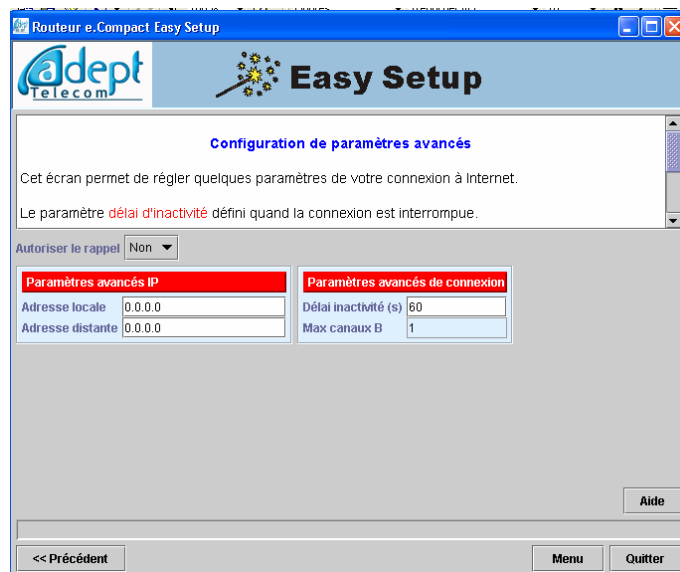 Routeur e.Compact Easy Setup
adept
Telecom
Easy Setup
Configuration de paramètres avancés
Cet écran permet de régler quelques paramètres de votre connexion à Internet.
Le paramètre délai d'inactivité défini quand la connexion est interrompue.
Autoriser le rappel Non
Paramètres avancés IP
Adresse locale 0.0.0.0
Adresse distante 0.0.0.0
Paramètres avancés de connexion
Délai inactivité (s) 60
Max canaux B 1
Aide
<< Précédent
Menu
Quitter